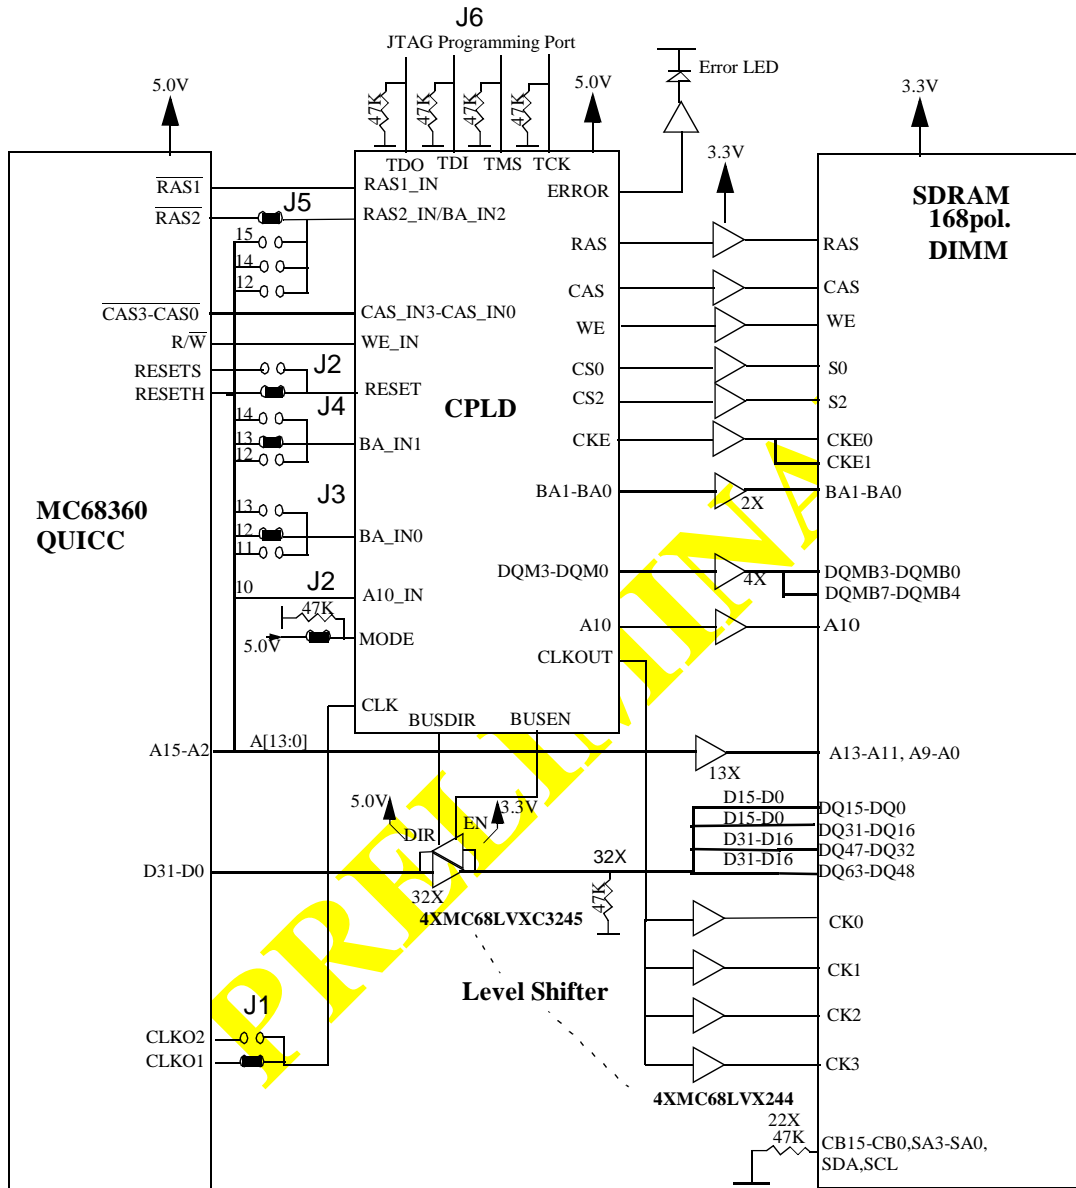 J6
JTAG Programming Port
Error LED
5.0V
47K
47K
47K
47K
5.0V
3.3V
3.3V
TDO
TDI
TMS
TCK
RAS1
RAS1_IN
ERROR
J5
RAS2
RAS2_IN/BA_IN2
SDRAM
168pol.
DIMM
15
14
12
RAS
RAS
CAS
CAS
CAS3-CAS0
CAS_IN3-CAS_IN0
WE
WE
R/W
WE_IN
RESETS
J2
CS0
S0
RESETH
RESET
CPLD
CS2
S2
J4
14
13
12
BA_IN1
CKE
CKE0
CKE1
BA1-BA0
2X
BA1-BA0
MC68360
QUICC
J3
13
12
11
BA_IN0
DQM3-DQM0
4X
DQMB3-DQMB0
DQMB7-DQMB4
10
J2
A10_IN
47K
5.0V
MODE
A10
A10
CLKOUT
CLK
BUSDIR
BUSEN
A15-A2
A[13:0]
13X
A13-A11, A9-A0
5.0V
3.3V
DIR
EN
D15-D0
DQ15-DQ0
D15-D0
DQ31-DQ16
D31-D16
DQ47-DQ32
D31-D16
DQ63-DQ48
D31-D0
32X
32X
47K
4XMC68LVXC3245
CK0
CK1
Level Shifter
CK2
J1
CLKO2
CLKO1
CK3
4XMC68LVX244
22X
47K
CB15-CB0,SA3-SA0,
SDA,SCL
PRELIMINA